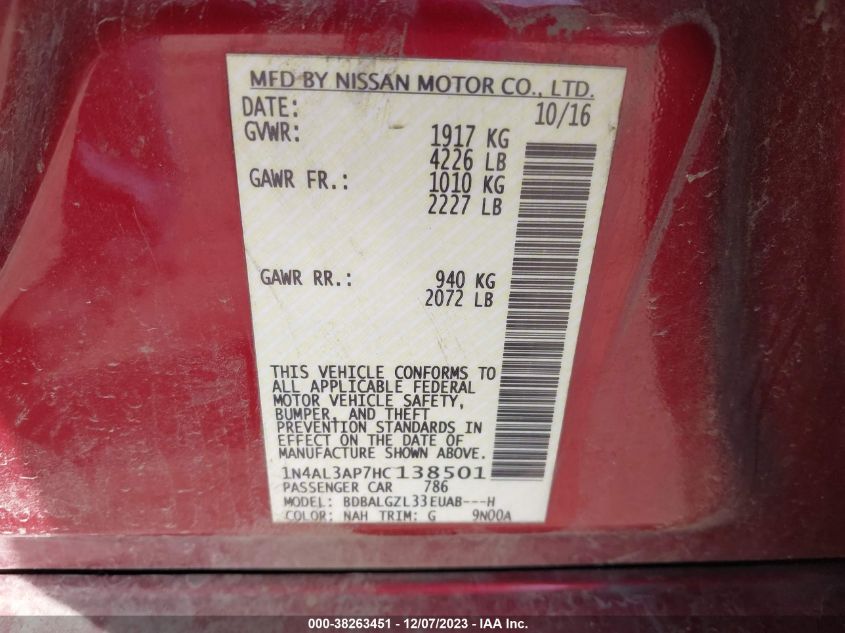 MFD BY NISSAN MOTOR CO., LTD.
DATE: 10/16
GVWR: 1917 KG
4226 LB
GAWR FR.: 1010 KG
2227 LB
GAWR RR.: 940 KG
2072 LB
THIS VEHICLE CONFORMS TO
ALL APPLICABLE FEDERAL
MOTOR VEHICLE SAFETY,
BUMPER, AND THEFT
PREVENTION STANDARDS IN
EFFECT ON THE DATE OF
MANUFACTURE SHOWN ABOVE.
1N4AL3AP7HC138501
PASSENGER CAR 786
MODEL: BDBALGZL33EUAB---H
COLOR: NAH TRIM: G 9N00A
000-38263451 - 12/07/2023 - IAA Inc.